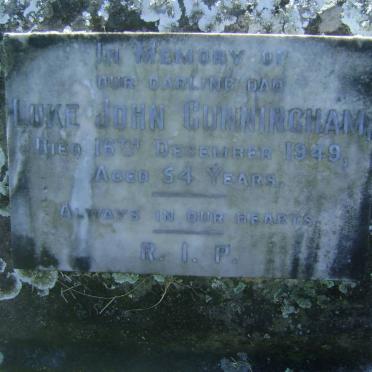 IN MEMORY OF
OUR DARLING DAD
LUKE JOHN CUNNINGHAM,
DIED 16TH DESEMBER 1949,
AGED 54 YEARS.
ALWAYS IN OUR HEARTS.
R. I. P.